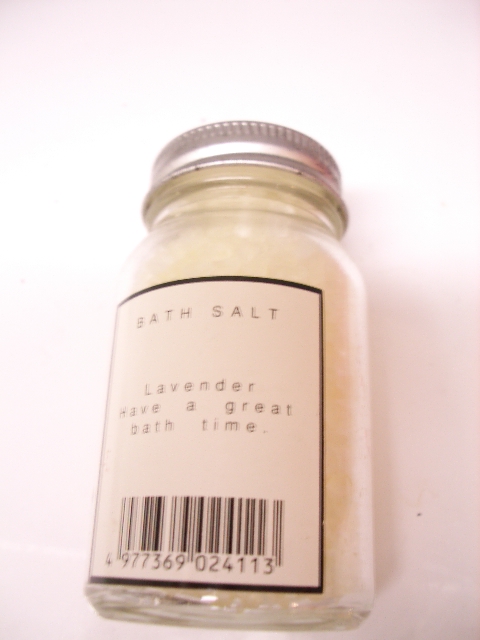 BATH SALT
Lavender
Have a great
bath time.
4 977369 024113